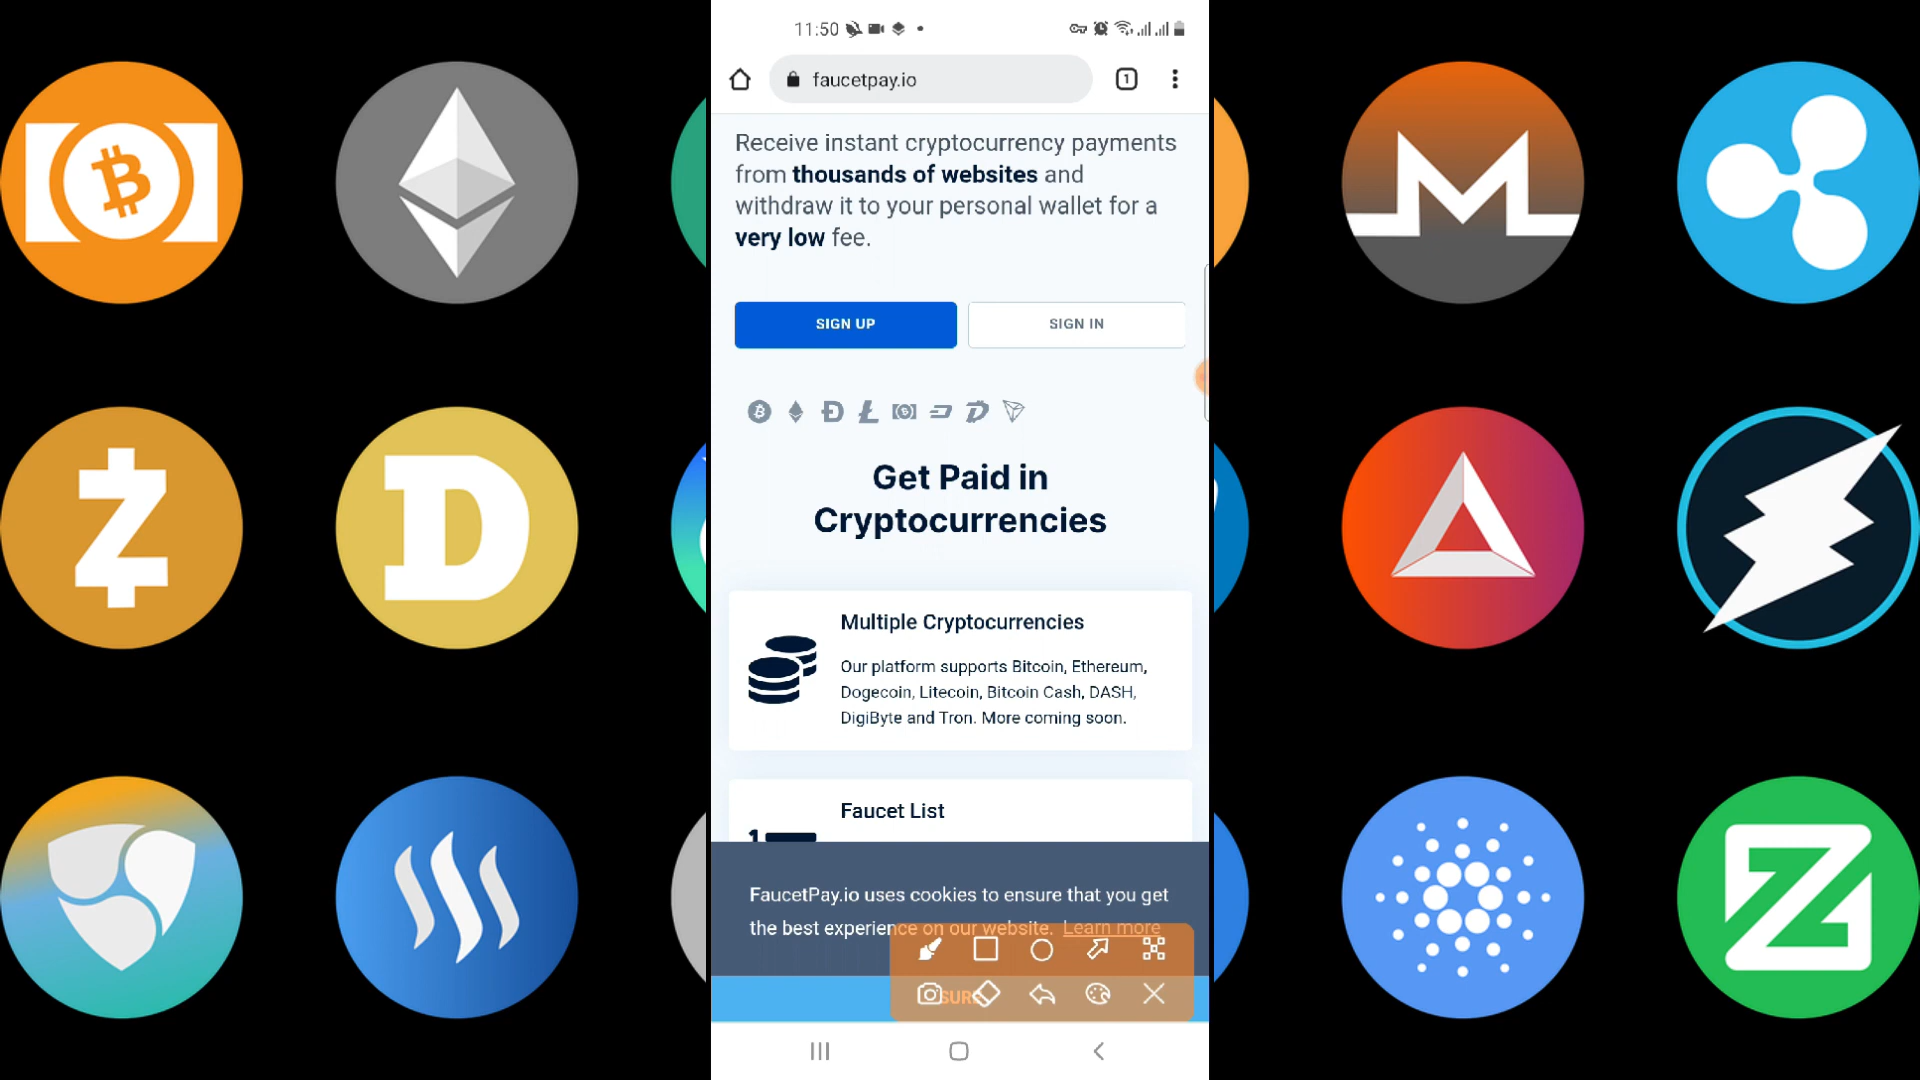 11:50
1
faucetpay.io
Receive instant cryptocurrency payments
from thousands of websites and
withdraw it to your personal wallet for a
very low fee.
SIGN UP
SIGN IN
Get Paid in
Cryptocurrencies
Multiple Cryptocurrencies
Our platform supports Bitcoin, Ethereum,
Dogecoin, Litecoin, Bitcoin Cash, DASH,
DigiByte and Tron. More coming soon.
Faucet List
1
FaucetPay.io uses cookies to ensure that you get
the best experience on our website. Learn more